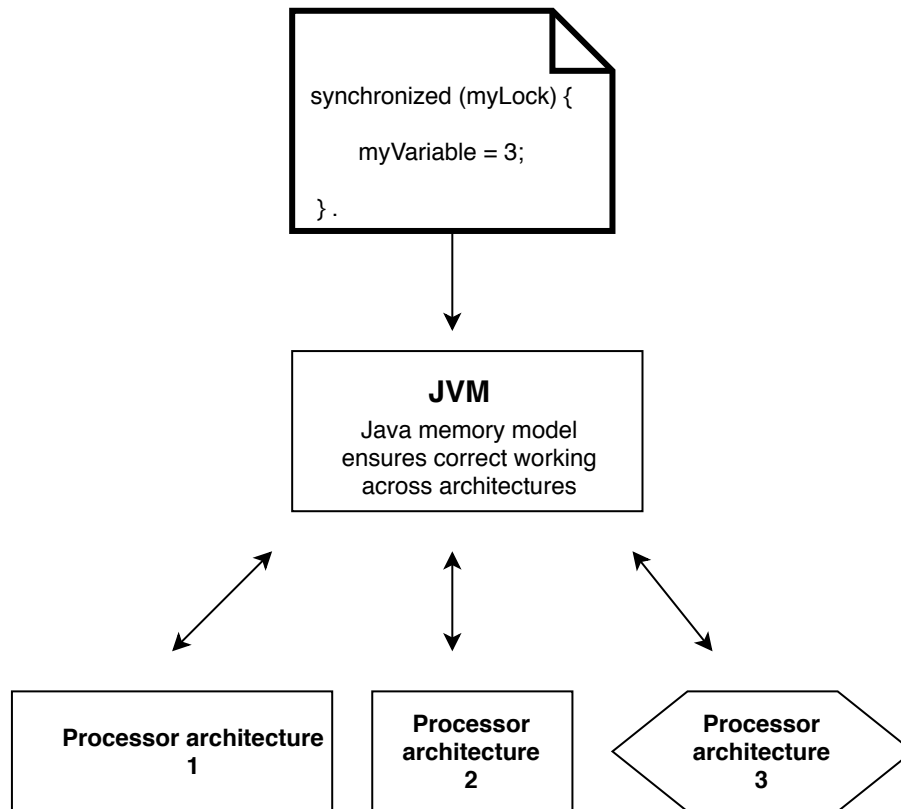 synchronized (myLock) {
myVariable = 3;
} .
JVM
Java memory model
ensures correct working
across architectures
Processor architecture
1
Processor
architecture
2
Processor
architecture
3